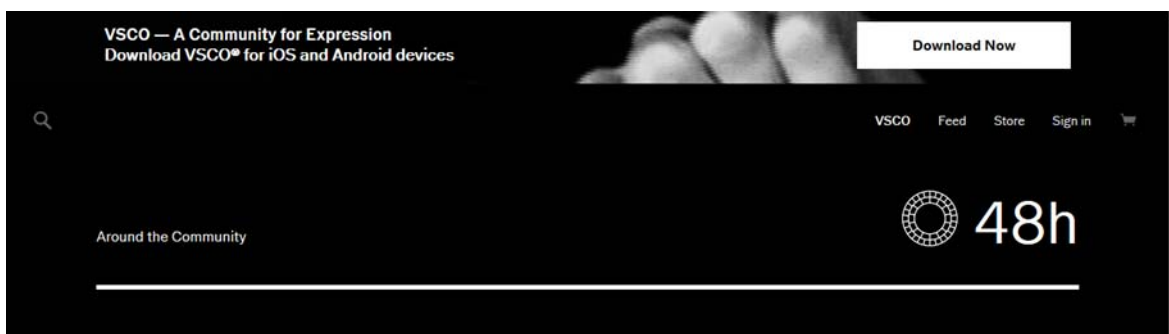 VSCO — A Community for Expression
Download VSCO® for iOS and Android devices
Download Now
VSCO Feed Store Sign in
Around the Community
48h